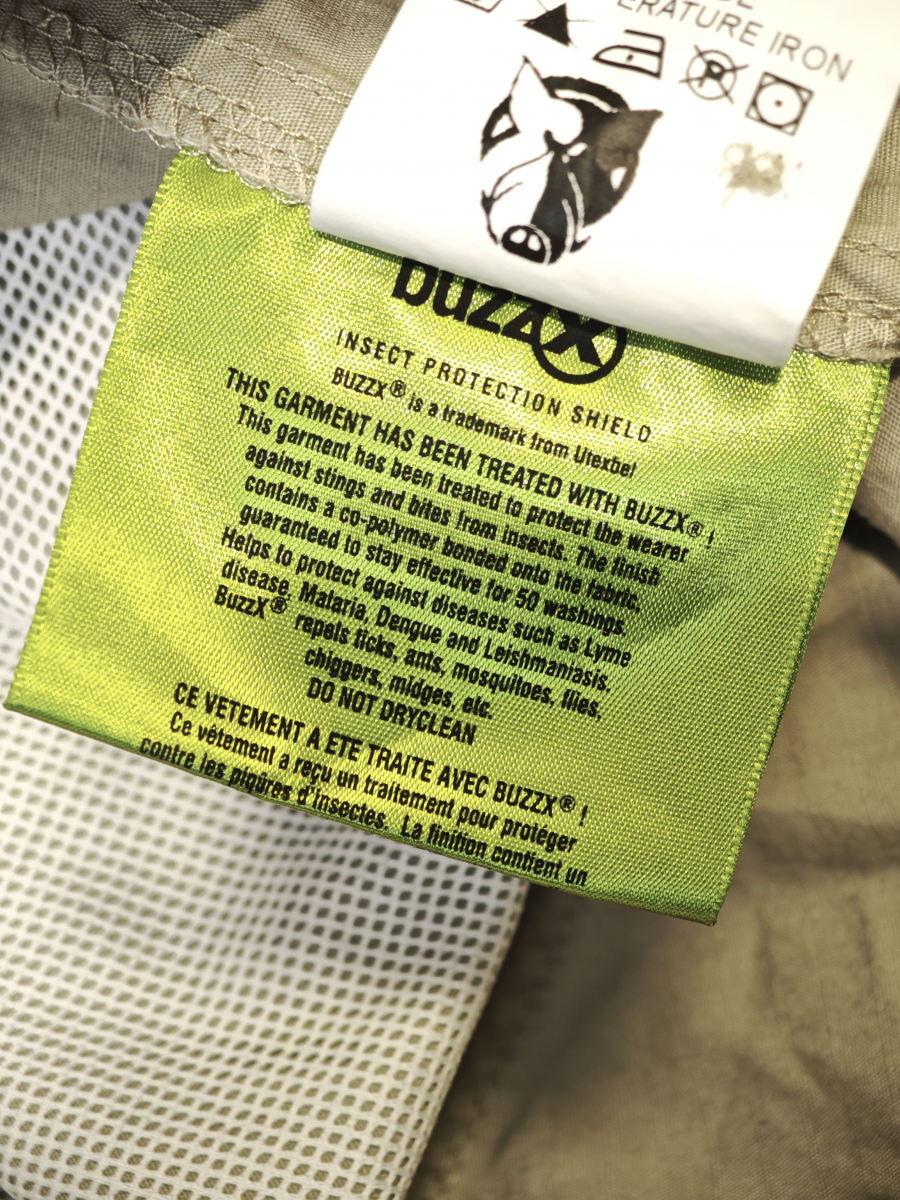 ERATURE IRON
P
buzzX
INSECT PROTECTION SHIELD
BUZZX® is a trademark from Utexbel
THIS GARMENT HAS BEEN TREATED WITH BUZZX® !
This garment has been treated to protect the wearer
against stings and bites from insects. The finish
contains a co-polymer bonded onto the fabric,
guaranteed to stay effective for 50 washings.
Helps to protect against diseases such as Lyme
disease, Malaria, Dengue and Leishmaniasis.
BuzzX® repels ticks, ants, mosquitoes, flies,
chiggers, midges, etc.
DO NOT DRYCLEAN
CE VETEMENT A ETE TRAITE AVEC BUZZX® !
Ce vêtement a reçu un traitement pour protéger
contre les piqûres d'insectes. La finition contient un